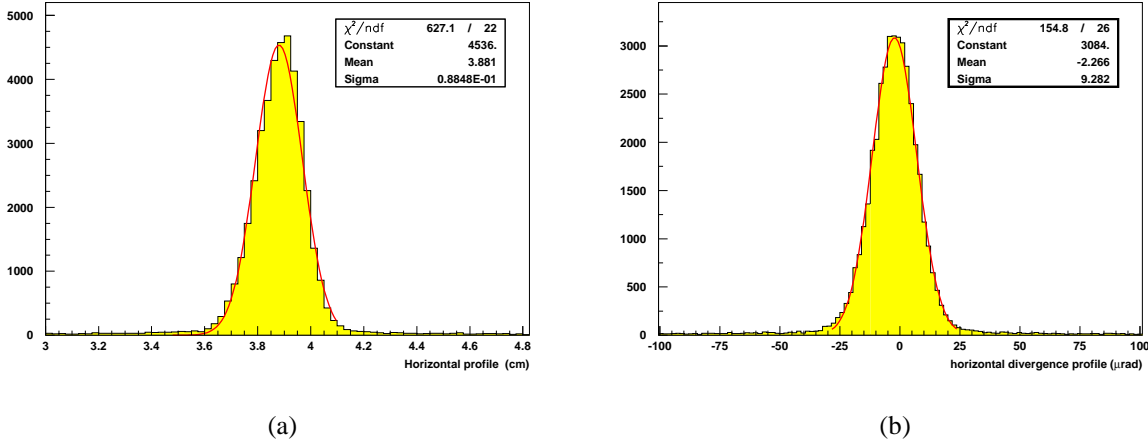 χ²/ndf 627.1 / 22
Constant 4536.
Mean 3.881
Sigma 0.8848E-01
5000
4000
3000
2000
1000
0
3 3.2 3.4 3.6 3.8 4 4.2 4.4 4.6 4.8
Horizontal profile (cm)
(a)
χ²/ndf 154.8 / 26
Constant 3084.
Mean -2.266
Sigma 9.282
3000
2500
2000
1500
1000
500
0
-100 -75 -50 -25 0 25 50 75 100
horizontal divergence profile (μrad)
(b)